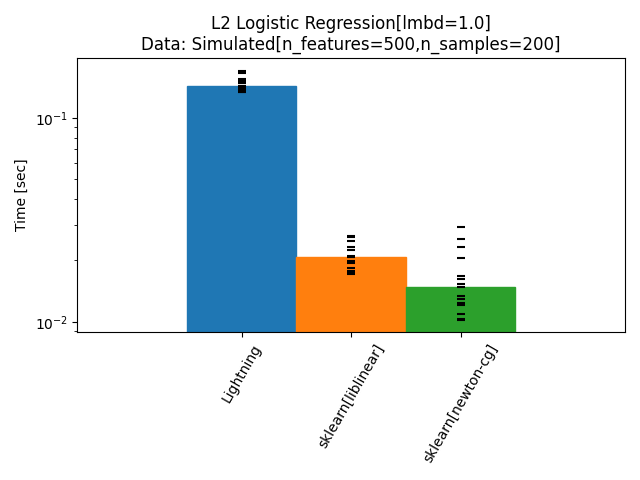 L2 Logistic Regression[lmbd=1.0]
Data: Simulated[n_features=500,n_samples=200]
Time [sec]
10⁻¹
10⁻²
Lightning
sklearn[liblinear]
sklearn[newton-cg]